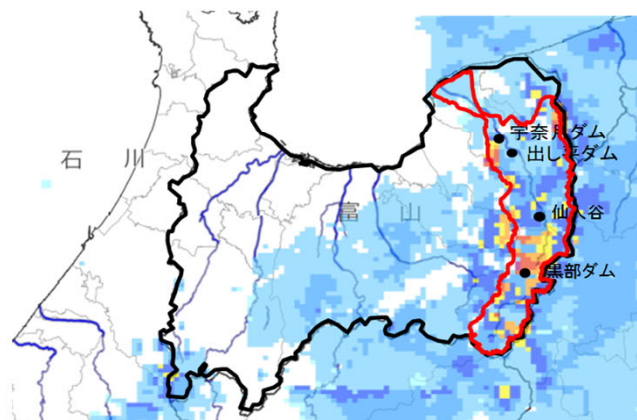 宇奈月ダム
出し平ダム
石川
富山
仙人谷
黒部ダム